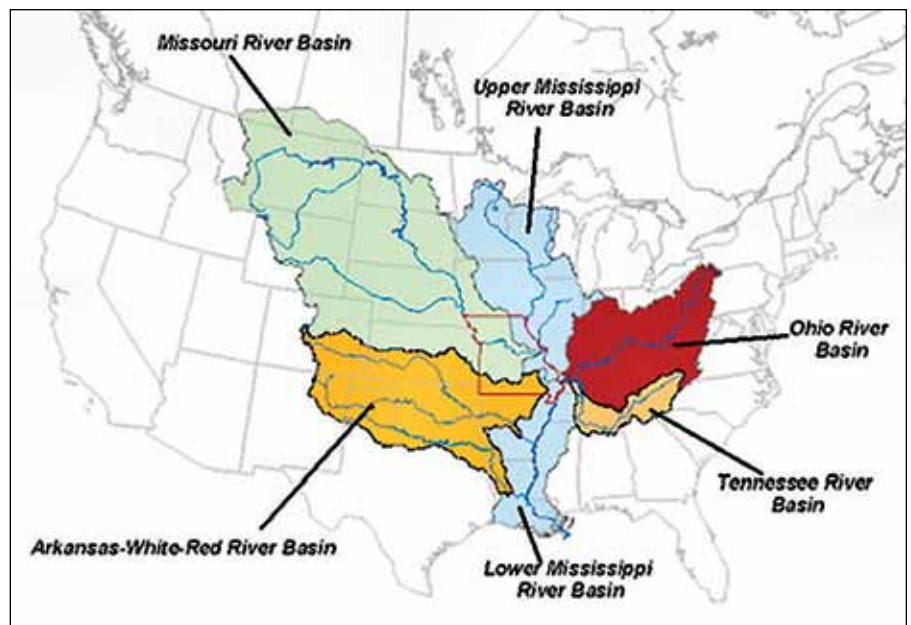 Missouri River Basin
Upper Mississippi
River Basin
Ohio River
Basin
Tennessee River
Basin
Arkansas-White-Red River Basin
Lower Mississippi
River Basin